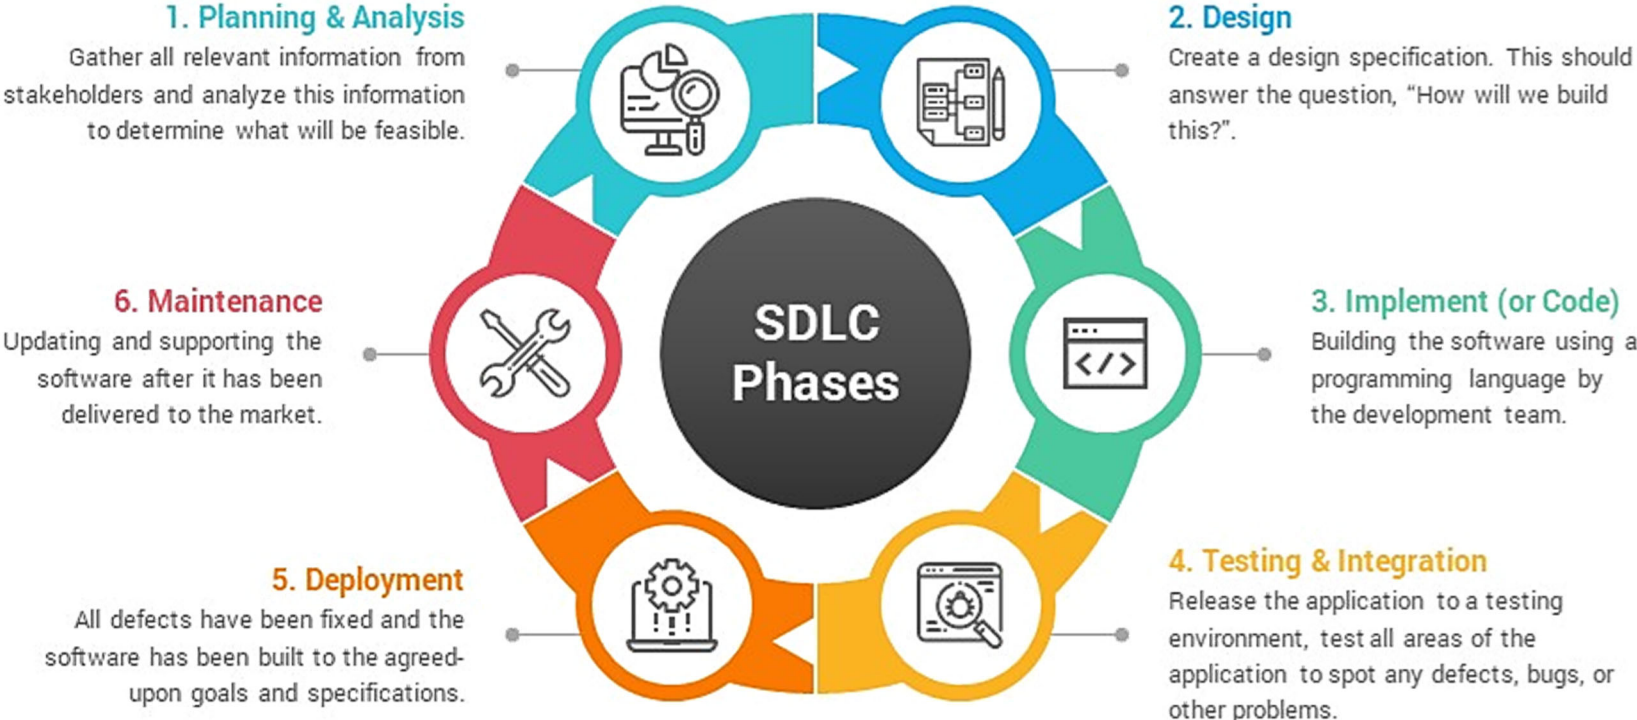 1. Planning & Analysis
Gather all relevant information from
stakeholders and analyze this information
to determine what will be feasible.
2. Design
Create a design specification. This should
answer the question, “How will we build
this?”.
3. Implement (or Code)
Building the software using a
programming language by
the development team.
4. Testing & Integration
Release the application to a testing
environment, test all areas of the
application to spot any defects, bugs, or
other problems.
5. Deployment
All defects have been fixed and the
software has been built to the agreed-
upon goals and specifications.
6. Maintenance
Updating and supporting the
software after it has been
delivered to the market.
SDLC
Phases